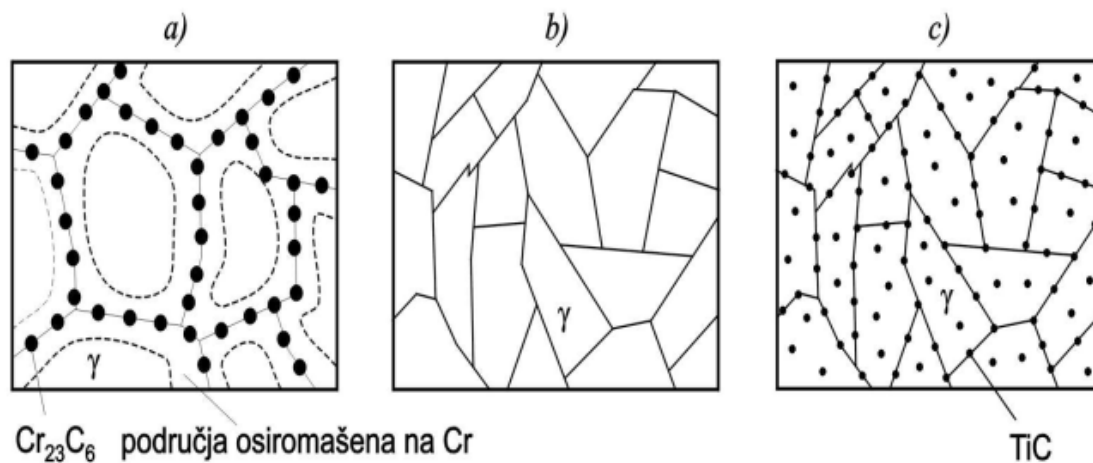 a) b) c)
γ γ γ
Cr₂₃C₆ područja osiromašena na Cr TiC